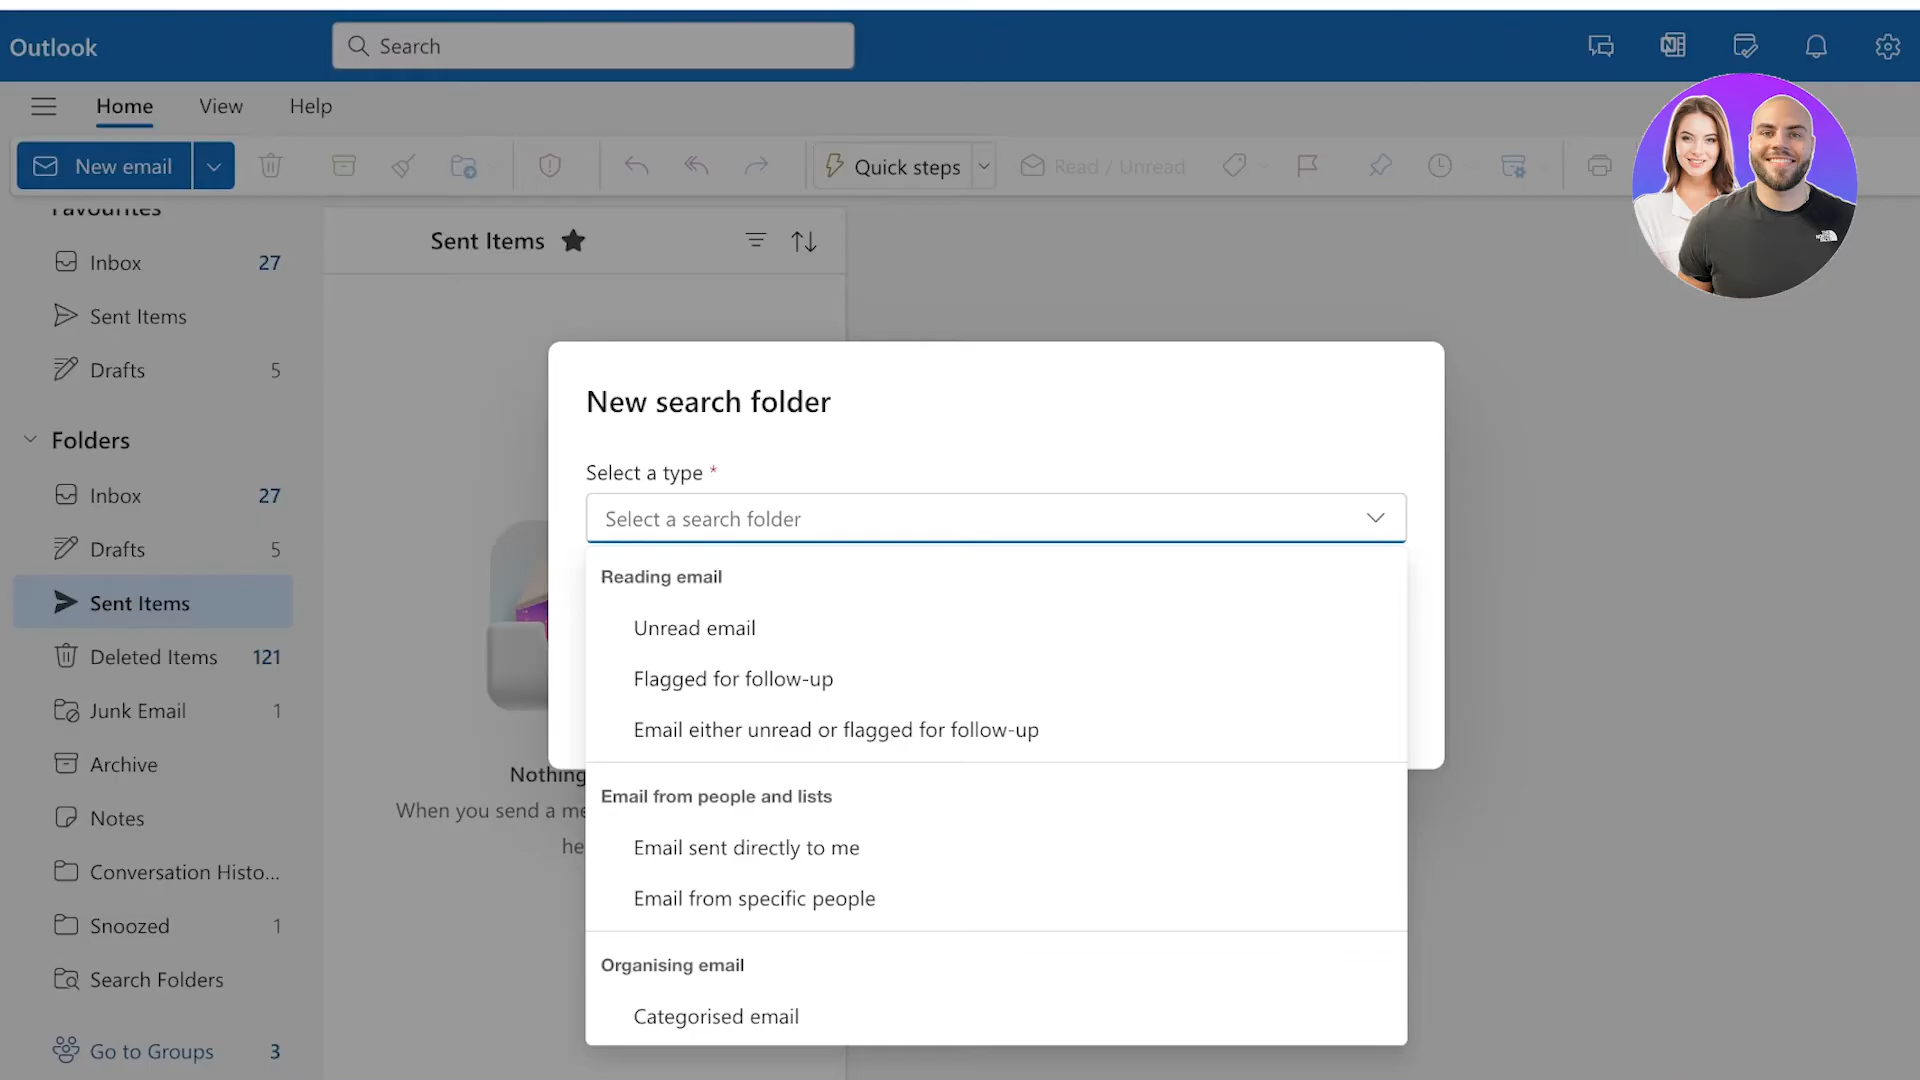 Outlook
Search
Home
View
Help
New email
Quick steps
Read / Unread
Favourites
Inbox 27
Sent Items
Drafts 5
Folders
Inbox 27
Drafts 5
Sent Items
Deleted Items 121
Junk Email 1
Archive
Notes
Conversation Histo...
Snoozed 1
Search Folders
Go to Groups 3
Sent Items
Nothing
When you send a me
he
New search folder
Select a type *
Select a search folder
Reading email
Unread email
Flagged for follow-up
Email either unread or flagged for follow-up
Email from people and lists
Email sent directly to me
Email from specific people
Organising email
Categorised email